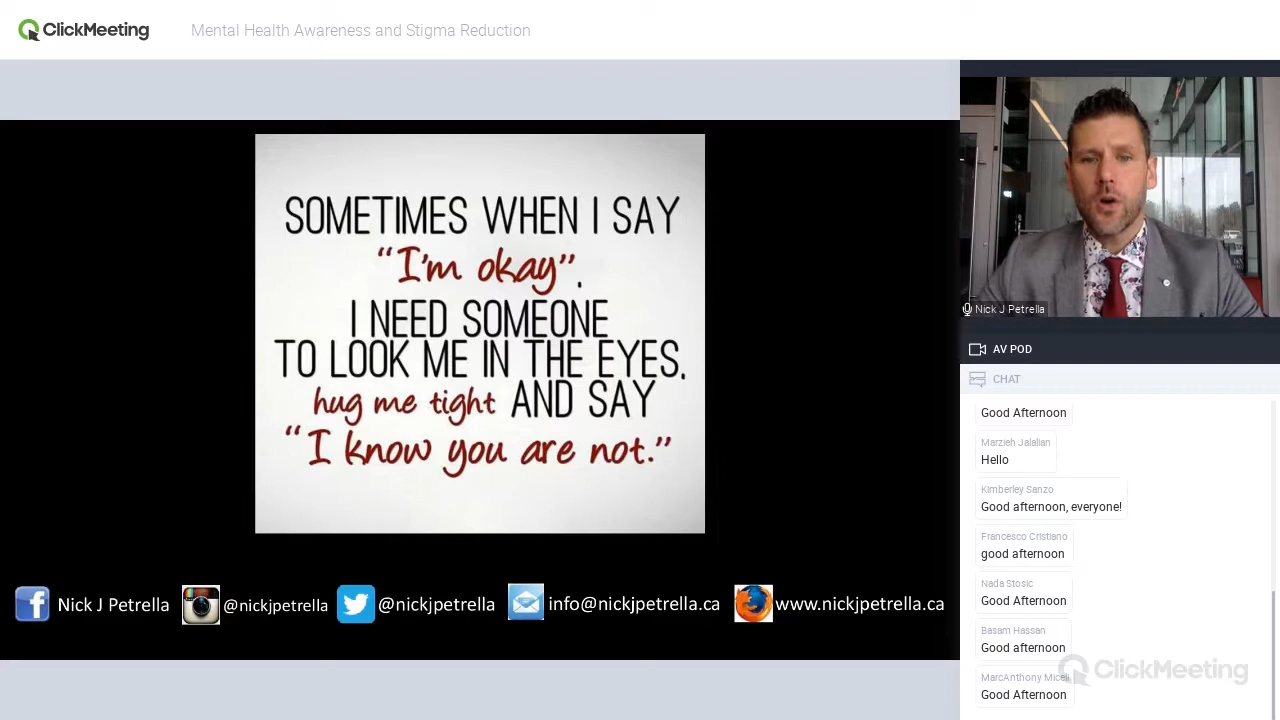 ClickMeeting
Mental Health Awareness and Stigma Reduction
SOMETIMES WHEN I SAY
"I'm okay".
I NEED SOMEONE
TO LOOK ME IN THE EYES,
hug me tight AND SAY
"I know you are not."
Nick J Petrella
@nickjpetrella
@nickjpetrella
info@nickjpetrella.ca
www.nickjpetrella.ca
Nick J Petrella
AV POD
CHAT
Good Afternoon
Marzieh Jalalian
Hello
Kimberley Sanzo
Good afternoon, everyone!
Francesco Cristiano
good afternoon
Nada Stosic
Good Afternoon
Basam Hassan
Good afternoon
MarcAnthony Miceli
Good Afternoon
ClickMeeting